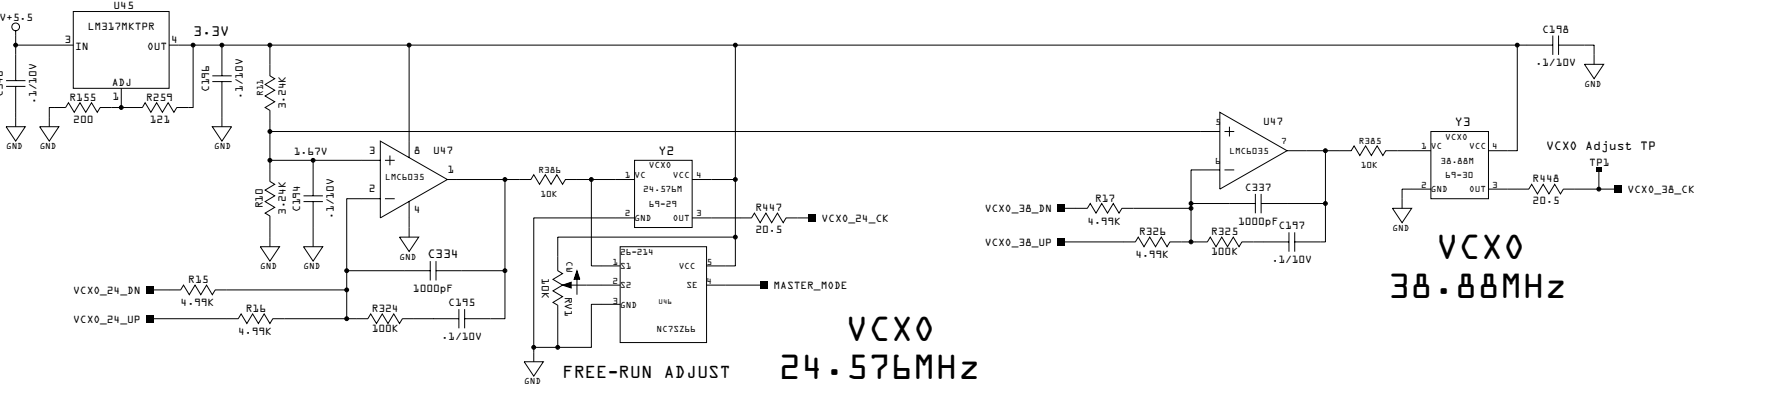 V+5.5
U45
LM317MKTPR
3
IN
OUT
4
3.3V
ADJ
1
.1/10V
GND
R155
200
GND
R259
121
C196
.1/10V
GND
R11
3.24K
1.67V
R10
3.24K
GND
C194
.1/10V
GND
3
2
+
-
8
U47
LMC6035
1
4
GND
C334
1000pF
VCXO_24_DN
R15
4.99K
VCXO_24_UP
R16
4.99K
R324
100K
C195
.1/10V
R386
10K
Y2
VCXO
1
VC
VCC
4
24.576M
69-29
2
GND
OUT
3
R447
20.5
VCXO_24_CK
26-214
1
S1
VCC
5
2
S2
SE
4
MASTER_MODE
3
GND
U46
NC7SZ66
CW
10K
RV1
GND
FREE-RUN ADJUST
VCXO
24.576MHz
VCXO_38_DN
R17
4.99K
VCXO_38_UP
R326
4.99K
R325
100K
C337
1000pF
C197
.1/10V
5
6
+
-
U47
LMC6035
7
R385
10K
Y3
VCXO
1
VC
VCC
4
38.88M
69-30
2
GND
OUT
3
GND
C198
.1/10V
GND
VCXO Adjust TP
TP1
R448
20.5
VCXO_38_CK
VCXO
38.88MHz